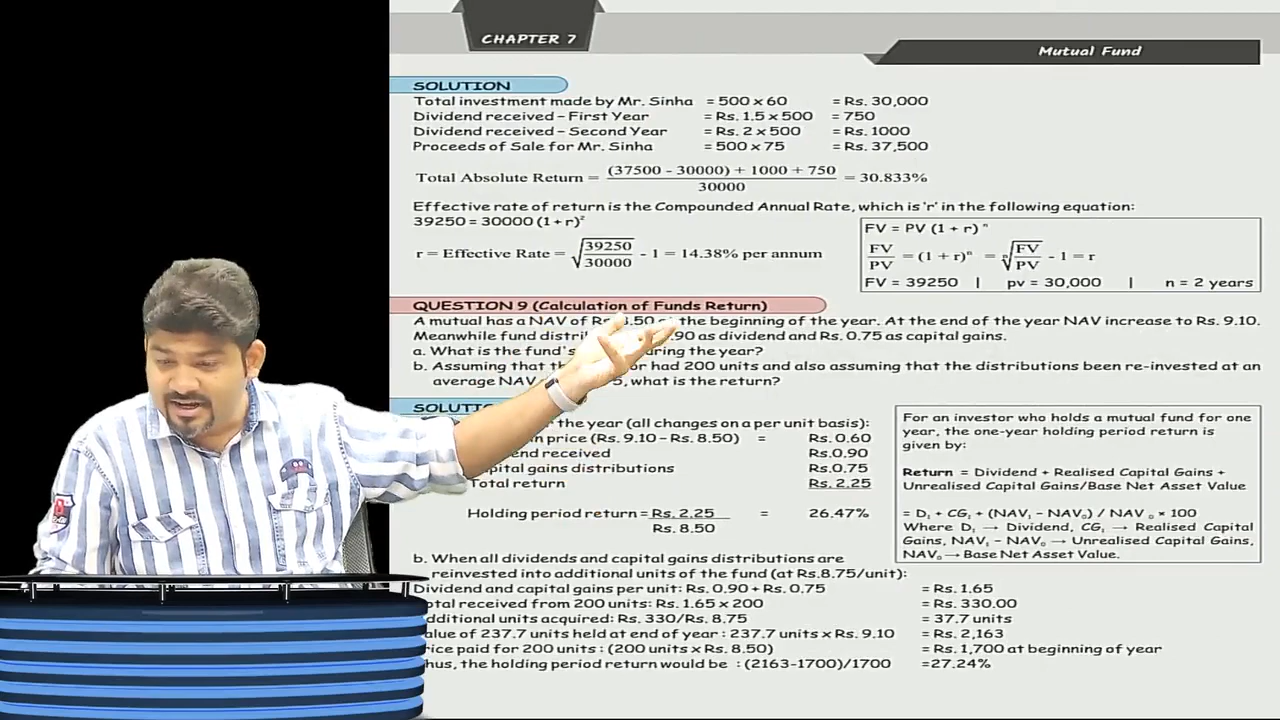 CHAPTER 7
Mutual Fund
SOLUTION
Total investment made by Mr. Sinha = 500 x 60 = Rs. 30,000
Dividend received – First Year = Rs. 1.5 x 500 = 750
Dividend received – Second Year = Rs. 2 x 500 = Rs. 1000
Proceeds of Sale for Mr. Sinha = 500 x 75 = Rs. 37,500
Total Absolute Return = (37500 - 30000) + 1000 + 750 / 30000 = 30.833%
Effective rate of return is the Compounded Annual Rate, which is 'r' in the following equation:
39250 = 30000 (1 + r)²
r = Effective Rate = √39250/30000 - 1 = 14.38% per annum
FV = PV (1 + r) ⁿ
FV/PV = (1 + r)ⁿ = ⁿ√FV/PV - 1 = r
FV = 39250 | pv = 30,000 | n = 2 years
QUESTION 9 (Calculation of Funds Return)
A mutual has a NAV of Rs. 8.50 at the beginning of the year. At the end of the year NAV increase to Rs. 9.10.
Meanwhile fund .90 as dividend and Rs. 0.75 as capital gains.
a. What is the fund's during the year?
b. Assuming that had 200 units and also assuming that the distributions been re-invested at an
average NAV what is the return?
the year (all changes on a per unit basis):
price (Rs. 9.10 – Rs. 8.50) = Rs.0.60
received Rs.0.90
gains distributions Rs.0.75
Total return Rs. 2.25
Holding period return = Rs. 2.25 / Rs. 8.50 = 26.47%
For an investor who holds a mutual fund for one
year, the one-year holding period return is
given by:
Return = Dividend + Realised Capital Gains +
Unrealised Capital Gains/Base Net Asset Value
= D₁ + CG₁ + (NAV₁ – NAV₀) / NAV ₀ × 100
Where D₁ → Dividend, CG₁ → Realised Capital
Gains, NAV₁ – NAV₀ → Unrealised Capital Gains,
NAV₀ → Base Net Asset Value.
b. When all dividends and capital gains distributions are
reinvested into additional units of the fund (at Rs.8.75/unit):
Dividend and capital gains per unit: Rs. 0.90 + Rs. 0.75 = Rs. 1.65
received from 200 units: Rs. 1.65 x 200 = Rs. 330.00
units acquired: Rs. 330/Rs. 8.75 = 37.7 units
of 237.7 units held at end of year : 237.7 units x Rs. 9.10 = Rs. 2,163
paid for 200 units : (200 units x Rs. 8.50) = Rs. 1,700 at beginning of year
the holding period return would be : (2163-1700)/1700 =27.24%